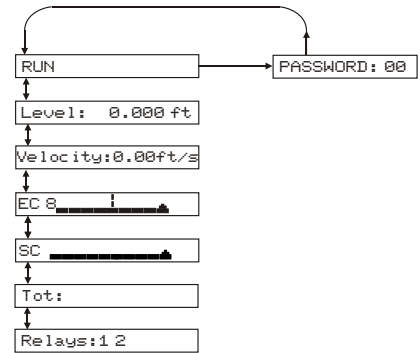 RUN
PASSWORD: 00
Level: 0.000 ft
Velocity:0.00ft/s
EC 8
SC
Tot:
Relays:1 2